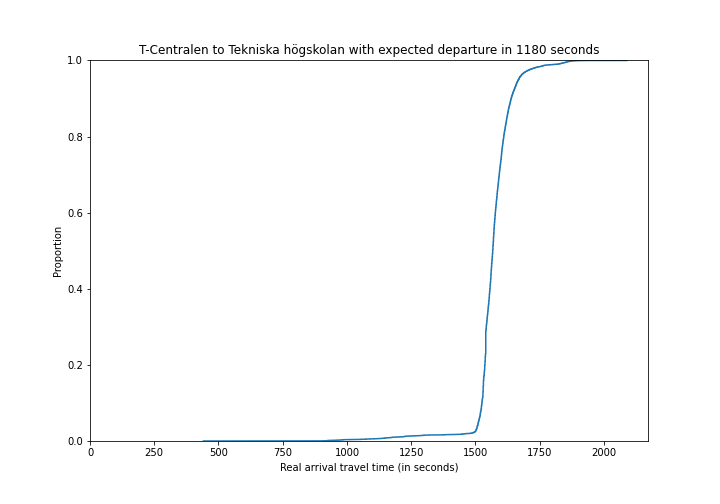 T-Centralen to Tekniska högskolan with expected departure in 1180 seconds
1.0
0.8
0.6
0.4
0.2
0.0
Proportion
0 250 500 750 1000 1250 1500 1750 2000
Real arrival travel time (in seconds)